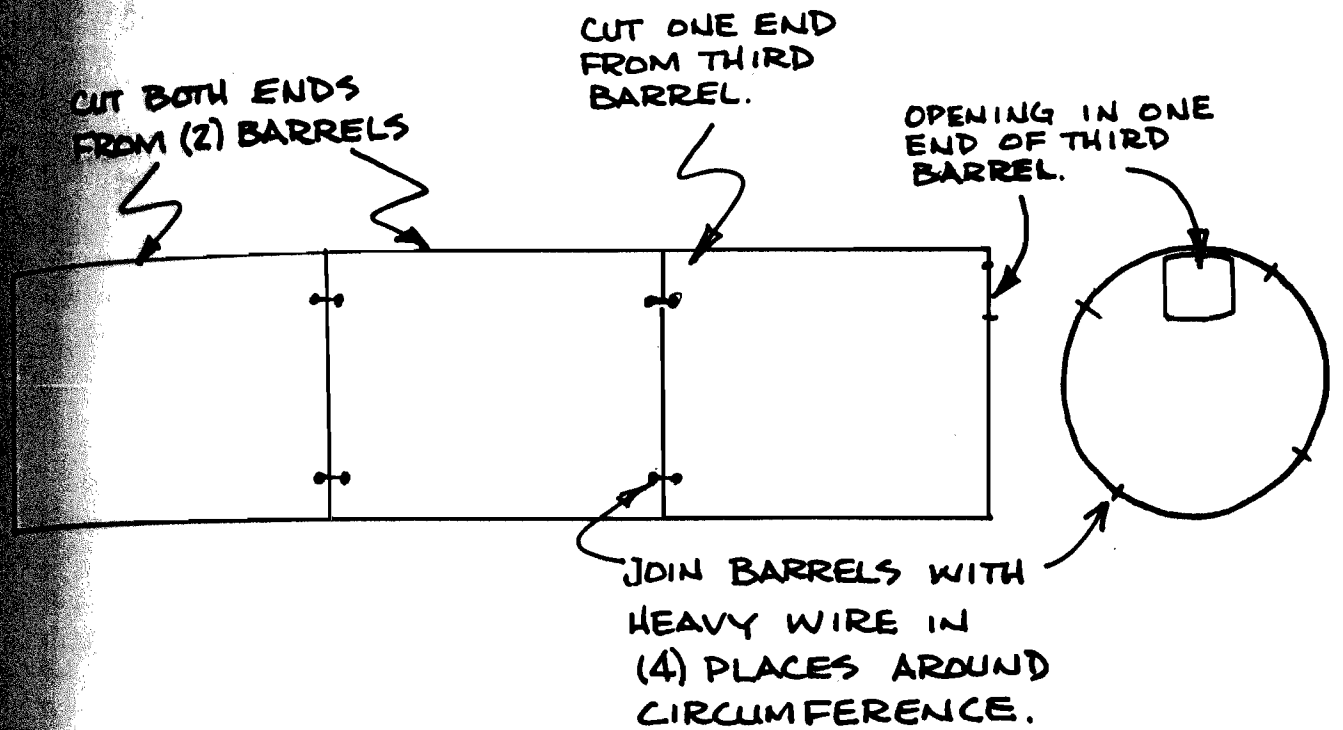 CUT ONE END
FROM THIRD
BARREL.
CUT BOTH ENDS
FROM (2) BARRELS
OPENING IN ONE
END OF THIRD
BARREL.
JOIN BARRELS WITH
HEAVY WIRE IN
(4) PLACES AROUND
CIRCUMFERENCE.